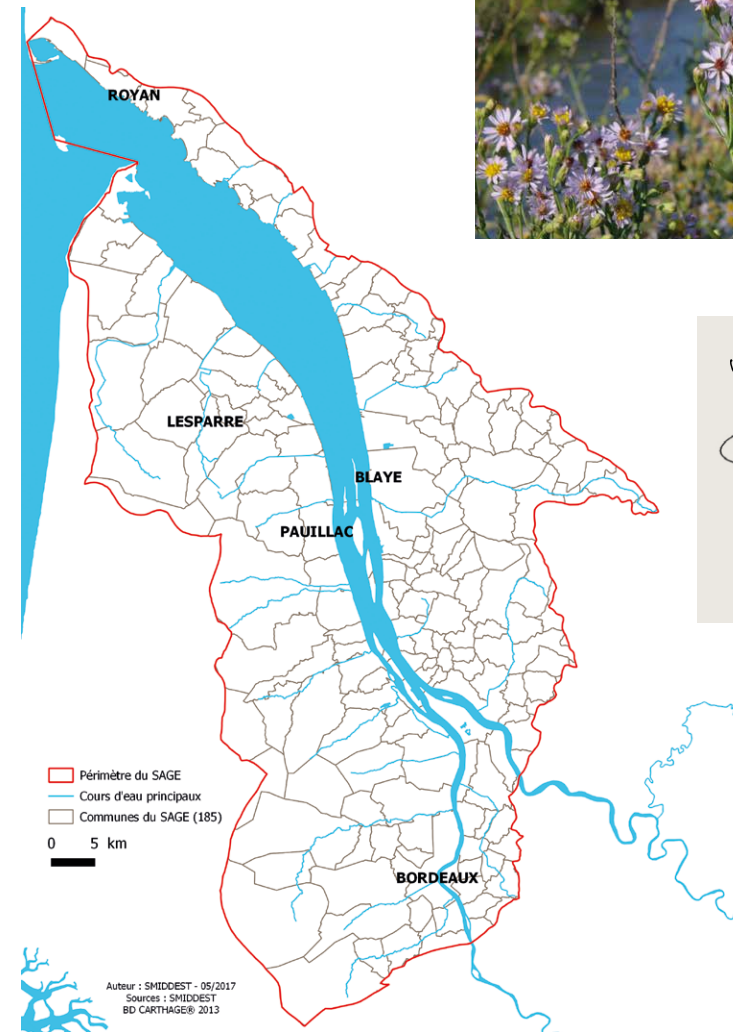 ROYAN
LESPARRE
BLAYE
PAUILLAC
Périmètre du SAGE
Cours d'eau principaux
Communes du SAGE (185)
0 5 km
BORDEAUX
Auteur : SMIDDEST - 05/2017
Sources : SMIDDEST
BD CARTHAGE® 2013